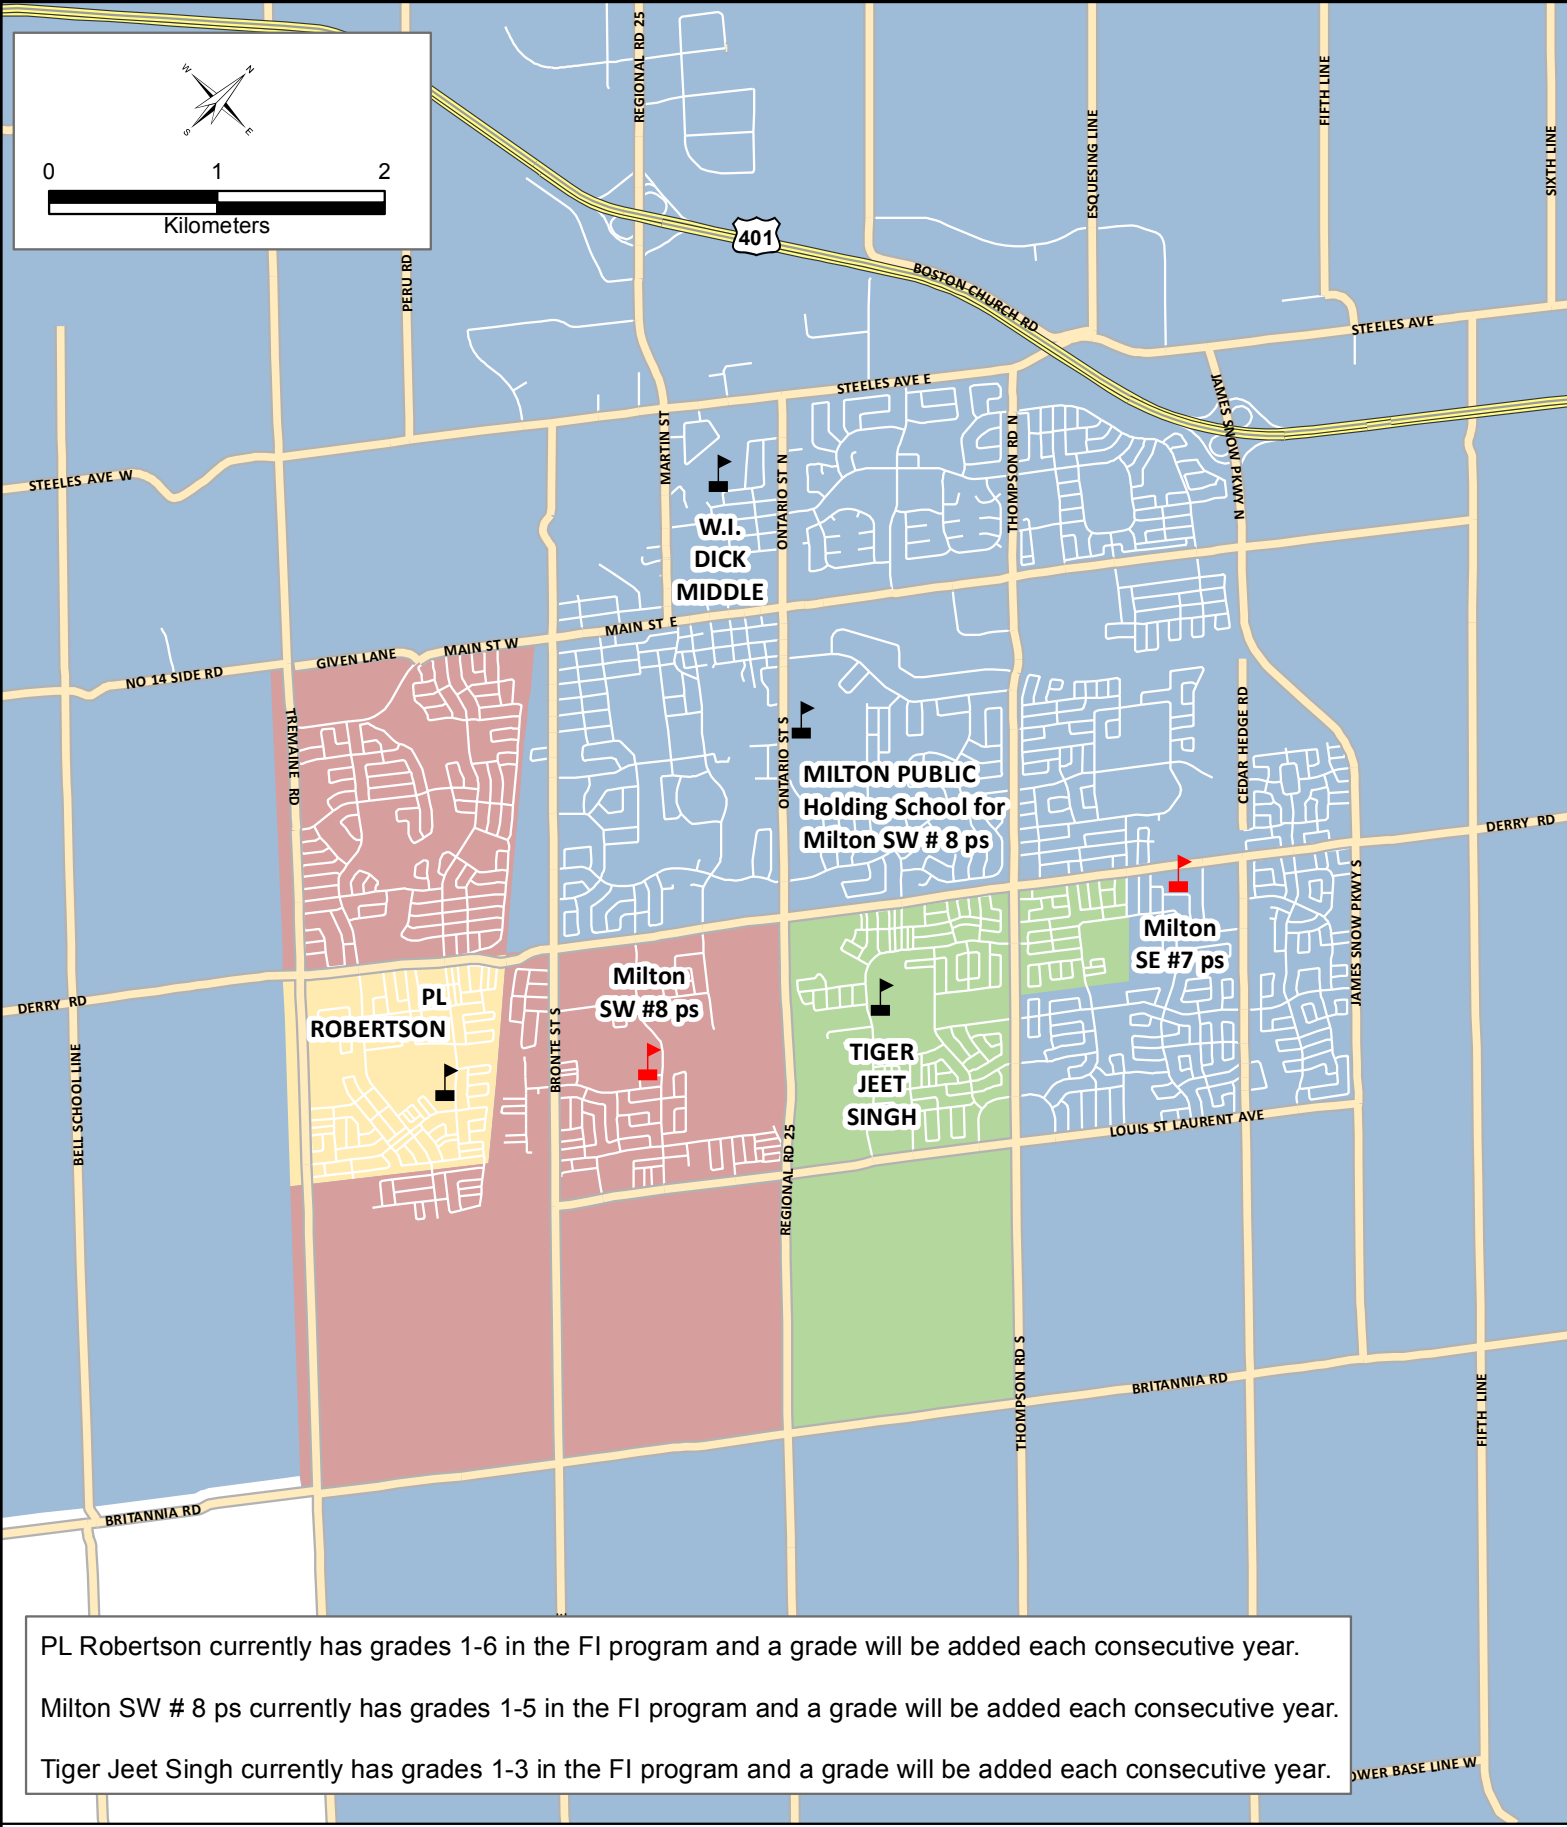 REGIONAL RD 25
FIFTH LINE
SIXTH LINE
ESQUESING LINE
W
N
S
E
0 1 2
Kilometers
401
PERU RD
BOSTON CHURCH RD
STEELES AVE
STEELES AVE E
JAMES SNOW PKWY N
MARTIN ST
THOMPSON RD N
ONTARIO ST N
STEELES AVE W
W.I.
DICK
MIDDLE
MAIN ST E
MAIN ST W
GIVEN LANE
NO 14 SIDE RD
TREMAINE RD
ONTARIO ST S
CEDAR HEDGE RD
MILTON PUBLIC
Holding School for
Milton SW # 8 ps
DERRY RD
JAMES SNOW PKWY S
Milton
SE #7 ps
Milton
SW #8 ps
PL
ROBERTSON
DERRY RD
BRONTE ST S
TIGER
JEET
SINGH
BELL SCHOOL LINE
LOUIS ST LAURENT AVE
REGIONAL RD 25
THOMPSON RD S
BRITANNIA RD
FIFTH LINE
BRITANNIA RD
PL Robertson currently has grades 1-6 in the FI program and a grade will be added each consecutive year.
Milton SW # 8 ps currently has grades 1-5 in the FI program and a grade will be added each consecutive year.
Tiger Jeet Singh currently has grades 1-3 in the FI program and a grade will be added each consecutive year.
OWER BASE LINE W